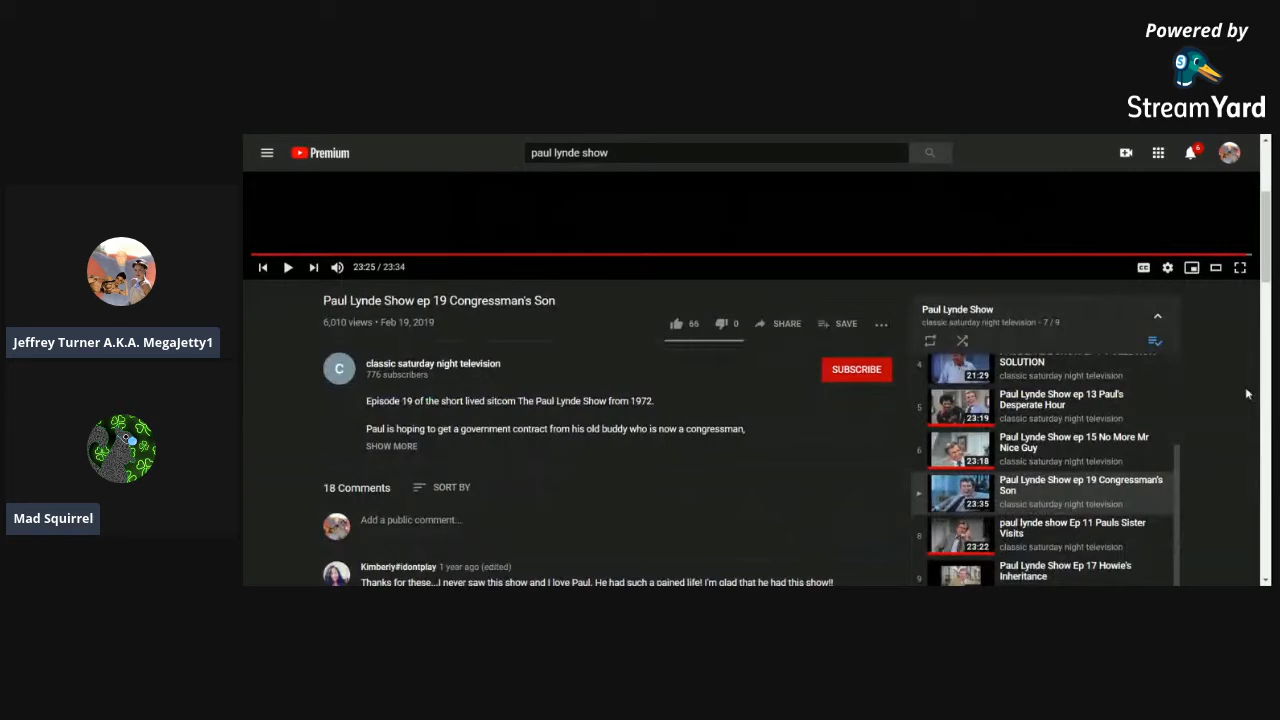 Powered by
StreamYard
Premium
paul lynde show
6
23:25 / 23:34
Paul Lynde Show ep 19 Congressman's Son
6,010 views • Feb 19, 2019
66
0
SHARE
SAVE
C
classic saturday night television
776 subscribers
SUBSCRIBE
Episode 19 of the short lived sitcom The Paul Lynde Show from 1972.
Paul is hoping to get a government contract from his old buddy who is now a congressman,
SHOW MORE
18 Comments
SORT BY
Add a public comment...
Kimberly#idontplay 1 year ago (edited)
Thanks for these...I never saw this show and I love Paul. He had such a pained life! I'm glad that he had this show!!
Paul Lynde Show
classic saturday night television - 7 / 9
4
SOLUTION
21:29
classic saturday night television
5
Paul Lynde Show ep 13 Paul's
Desperate Hour
23:19
classic saturday night television
6
Paul Lynde Show ep 15 No More Mr
Nice Guy
23:18
classic saturday night television
Paul Lynde Show ep 19 Congressman's
Son
23:35
classic saturday night television
8
paul lynde show Ep 11 Pauls Sister
Visits
23:22
classic saturday night television
9
Paul Lynde Show Ep 17 Howie's
Inheritance
Jeffrey Turner A.K.A. MegaJetty1
Mad Squirrel